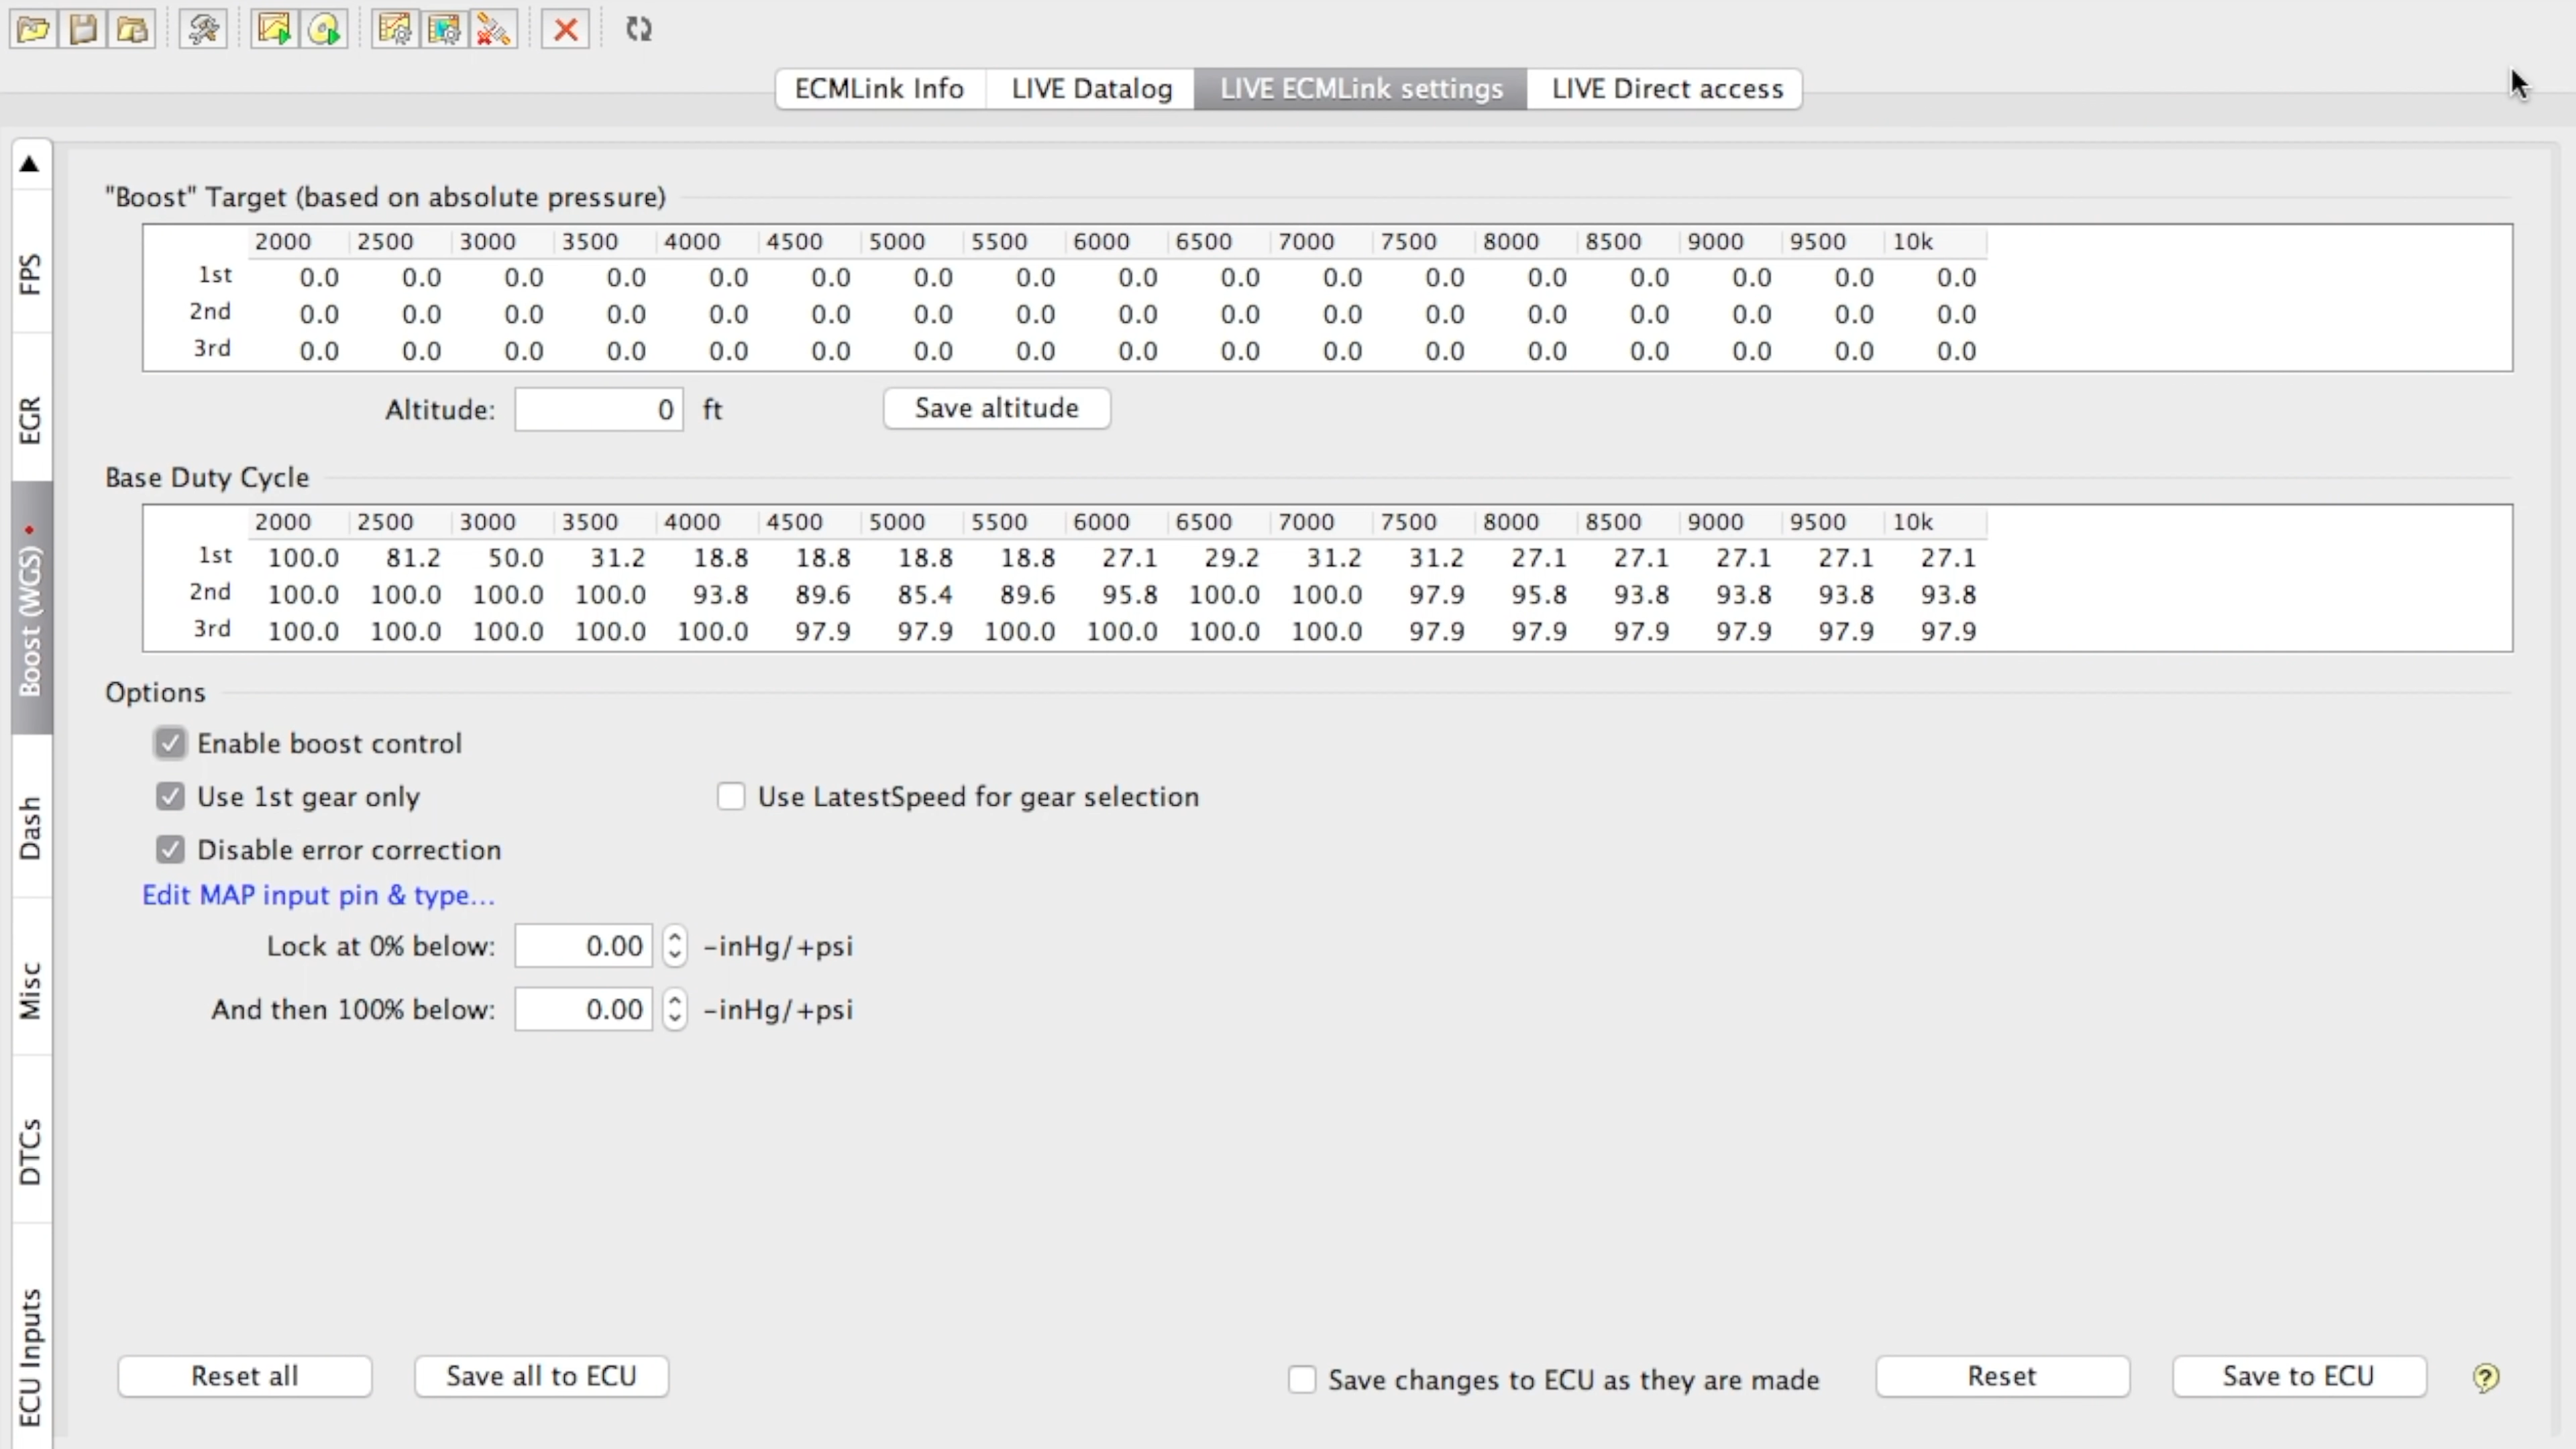 ECMLink Info LIVE Datalog LIVE ECMLink settings LIVE Direct access
FPS
EGR
Boost (WGS)
Dash
Misc
DTCs
ECU Inputs
"Boost" Target (based on absolute pressure)
2000 2500 3000 3500 4000 4500 5000 5500 6000 6500 7000 7500 8000 8500 9000 9500 10k
1st 0.0 0.0 0.0 0.0 0.0 0.0 0.0 0.0 0.0 0.0 0.0 0.0 0.0 0.0 0.0 0.0 0.0
2nd 0.0 0.0 0.0 0.0 0.0 0.0 0.0 0.0 0.0 0.0 0.0 0.0 0.0 0.0 0.0 0.0 0.0
3rd 0.0 0.0 0.0 0.0 0.0 0.0 0.0 0.0 0.0 0.0 0.0 0.0 0.0 0.0 0.0 0.0 0.0
Altitude: 0 ft Save altitude
Base Duty Cycle
2000 2500 3000 3500 4000 4500 5000 5500 6000 6500 7000 7500 8000 8500 9000 9500 10k
1st 100.0 81.2 50.0 31.2 18.8 18.8 18.8 18.8 27.1 29.2 31.2 31.2 27.1 27.1 27.1 27.1 27.1
2nd 100.0 100.0 100.0 100.0 93.8 89.6 85.4 89.6 95.8 100.0 100.0 97.9 95.8 93.8 93.8 93.8 93.8
3rd 100.0 100.0 100.0 100.0 100.0 97.9 97.9 100.0 100.0 100.0 100.0 97.9 97.9 97.9 97.9 97.9 97.9
Options
Enable boost control
Use 1st gear only Use LatestSpeed for gear selection
Disable error correction
Edit MAP input pin & type...
Lock at 0% below: 0.00 -inHg/+psi
And then 100% below: 0.00 -inHg/+psi
Reset all Save all to ECU Save changes to ECU as they are made Reset Save to ECU ?